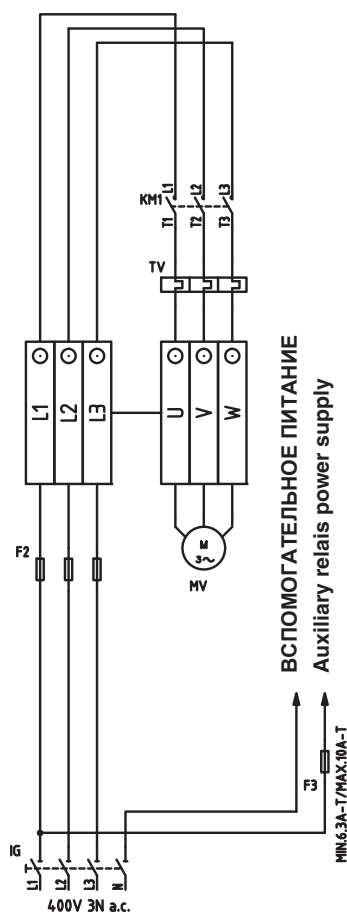 L1
L2
L3
KM1
T1
T2
T3
TV
L1
L2
L3
U
V
W
M
3~
MV
F2
ВСПОМОГАТЕЛЬНОЕ ПИТАНИЕ
Auxiliary relais power supply
F3
MIN.6,3A-T/MAX.10A-T
IG
L1
L2
L3
N
400V 3N a.c.